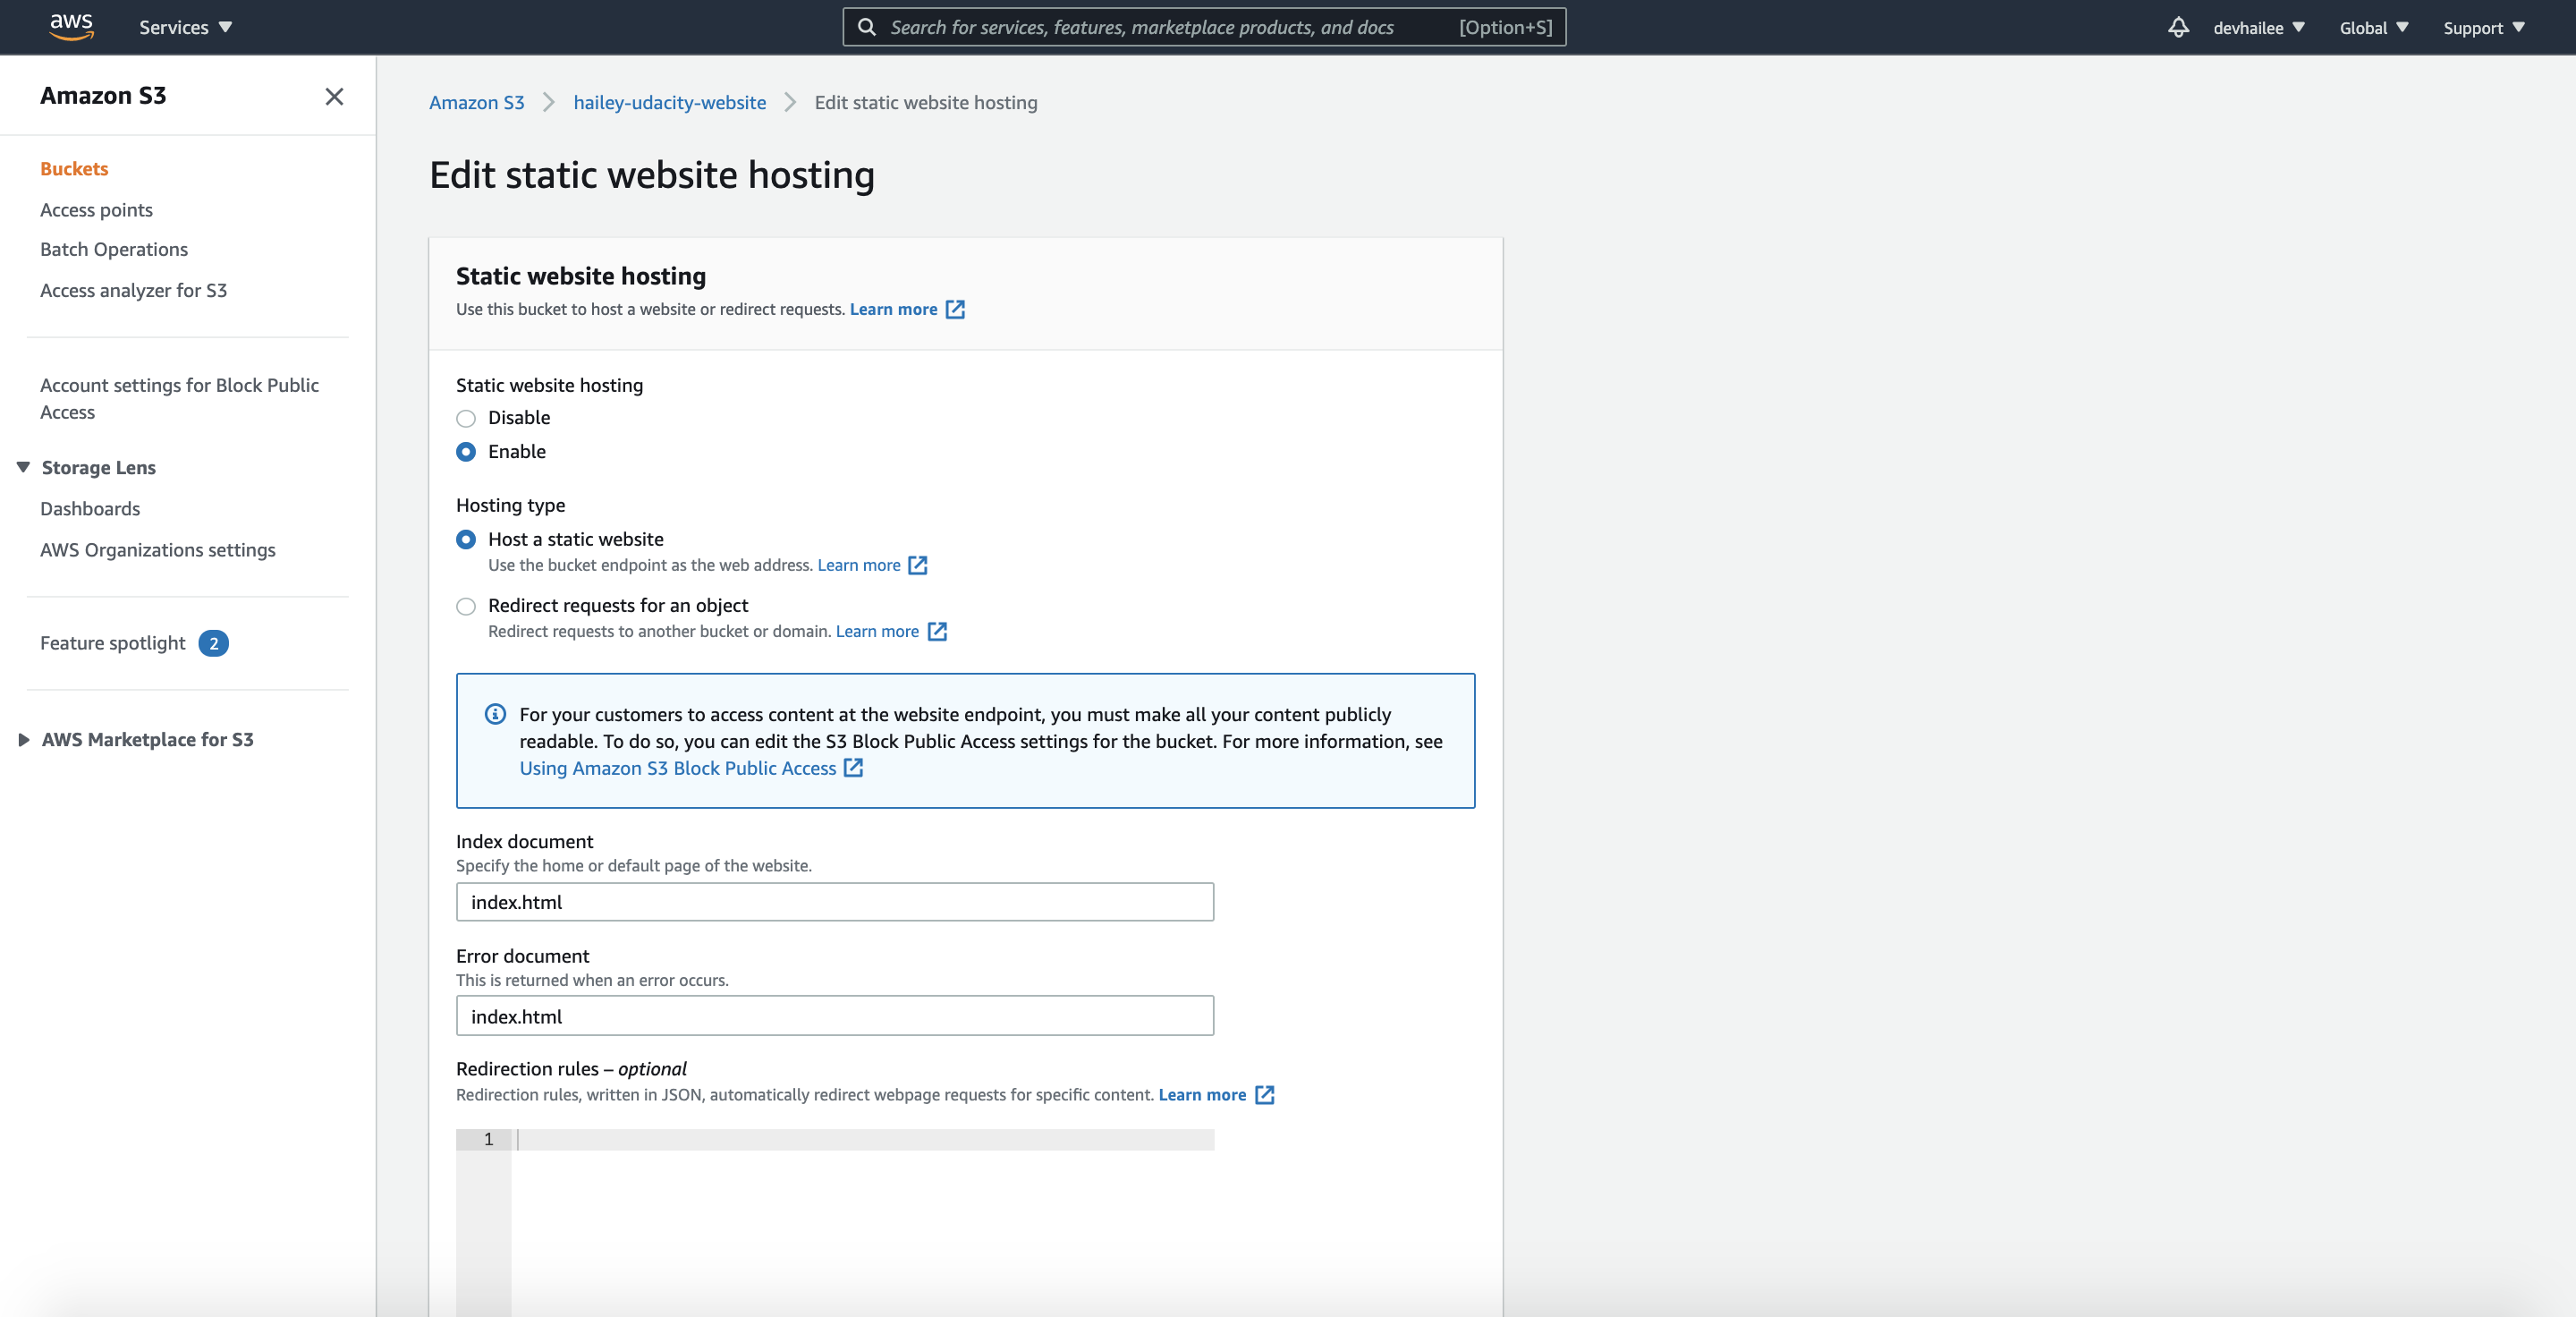 aws
Services
Search for services, features, marketplace products, and docs [Option+S]
devhailee
Global
Support
Amazon S3
Buckets
Access points
Batch Operations
Access analyzer for S3
Account settings for Block Public
Access
Storage Lens
Dashboards
AWS Organizations settings
Feature spotlight 2
AWS Marketplace for S3
Amazon S3 > hailey-udacity-website > Edit static website hosting
Edit static website hosting
Static website hosting
Use this bucket to host a website or redirect requests. Learn more
Static website hosting
Disable
Enable
Hosting type
Host a static website
Use the bucket endpoint as the web address. Learn more
Redirect requests for an object
Redirect requests to another bucket or domain. Learn more
For your customers to access content at the website endpoint, you must make all your content publicly
readable. To do so, you can edit the S3 Block Public Access settings for the bucket. For more information, see
Using Amazon S3 Block Public Access
Index document
Specify the home or default page of the website.
index.html
Error document
This is returned when an error occurs.
index.html
Redirection rules – optional
Redirection rules, written in JSON, automatically redirect webpage requests for specific content. Learn more
1